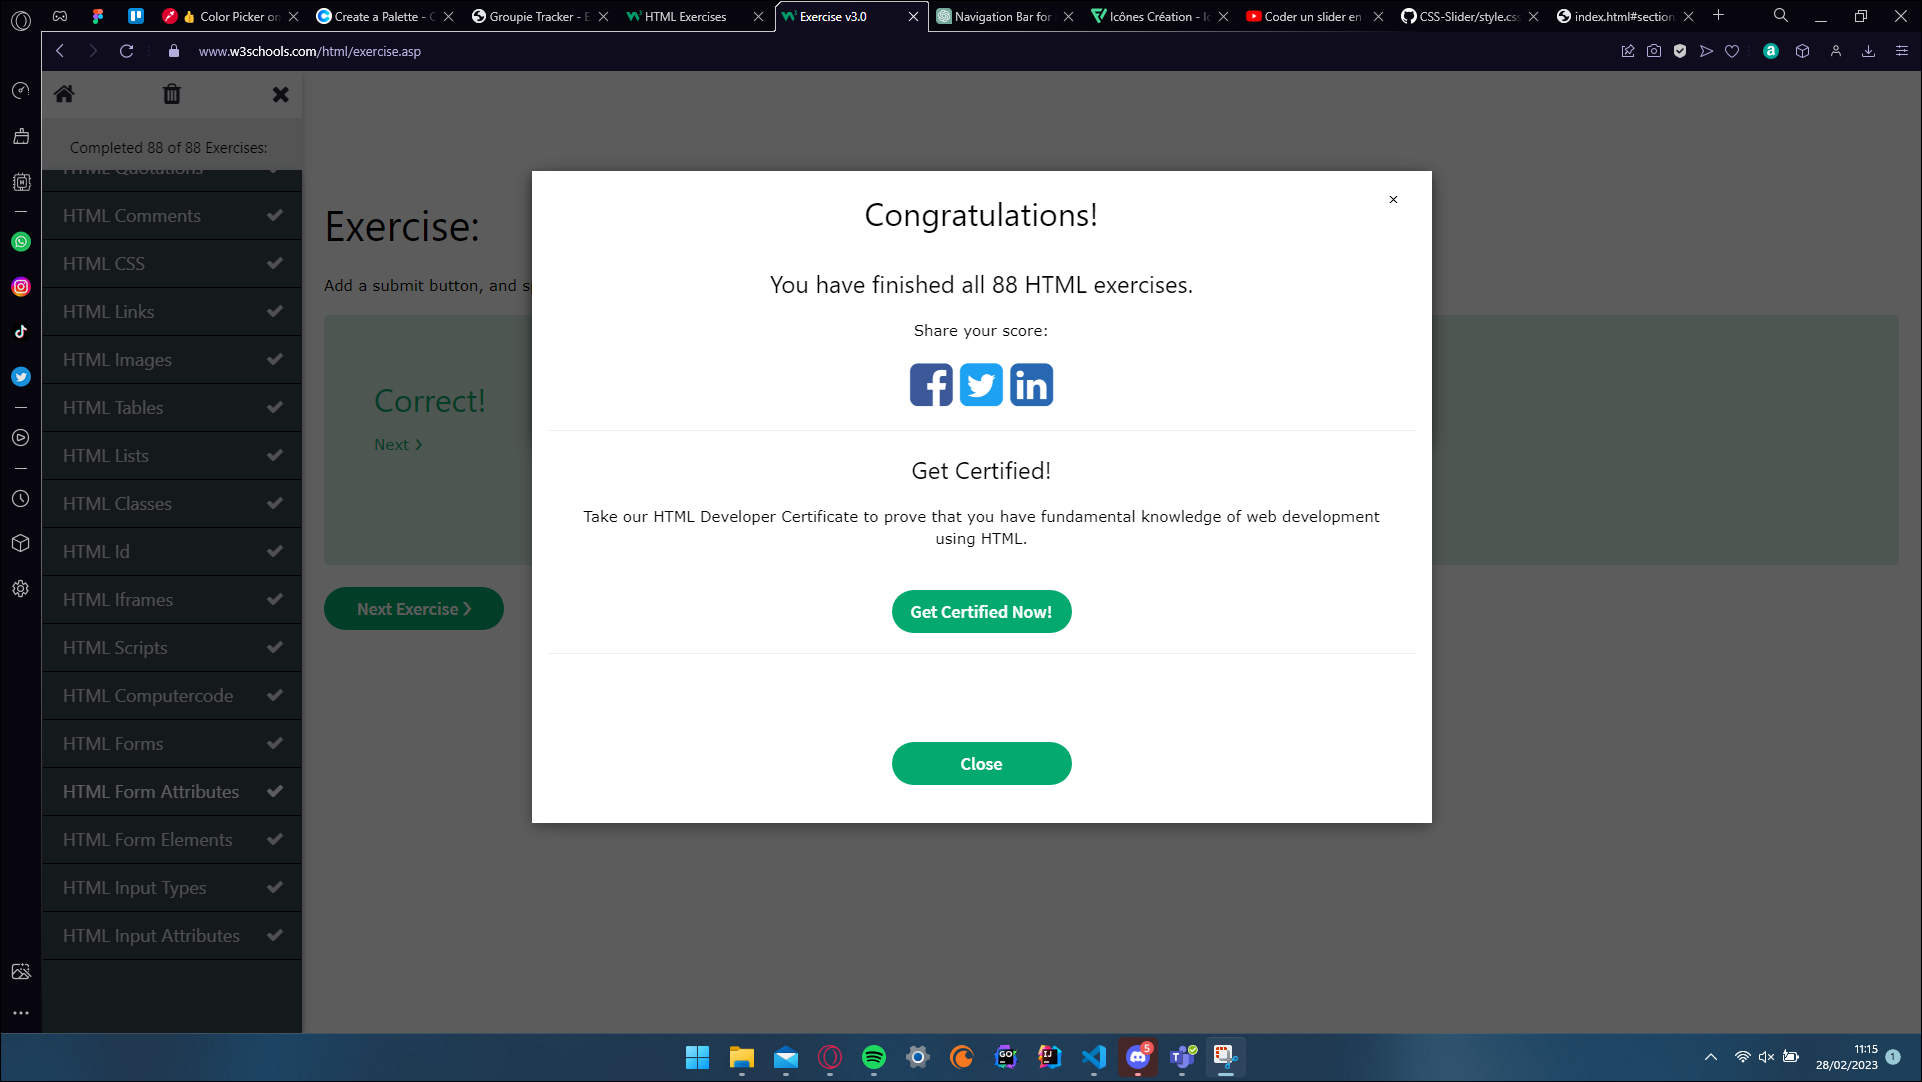 Color Picker on
Create a Palette - C
Groupie Tracker - E
HTML Exercises
Exercise v3.0
Navigation Bar for
Icônes Création - Ic
Coder un slider en
CSS-Slider/style.css
index.html#section
www.w3schools.com/html/exercise.asp
Completed 88 of 88 Exercises:
HTML Quotations
HTML Comments
HTML CSS
HTML Links
HTML Images
HTML Tables
HTML Lists
HTML Classes
HTML Id
HTML Iframes
HTML Scripts
HTML Computercode
HTML Forms
HTML Form Attributes
HTML Form Elements
HTML Input Types
HTML Input Attributes
Exercise:
Add a submit button, and s
Correct!
Next ❯
Next Exercise ❯
×
Congratulations!
You have finished all 88 HTML exercises.
Share your score:
Get Certified!
Take our HTML Developer Certificate to prove that you have fundamental knowledge of web development
using HTML.
Get Certified Now!
Close
GO
IJ
5
11:15
28/02/2023
1